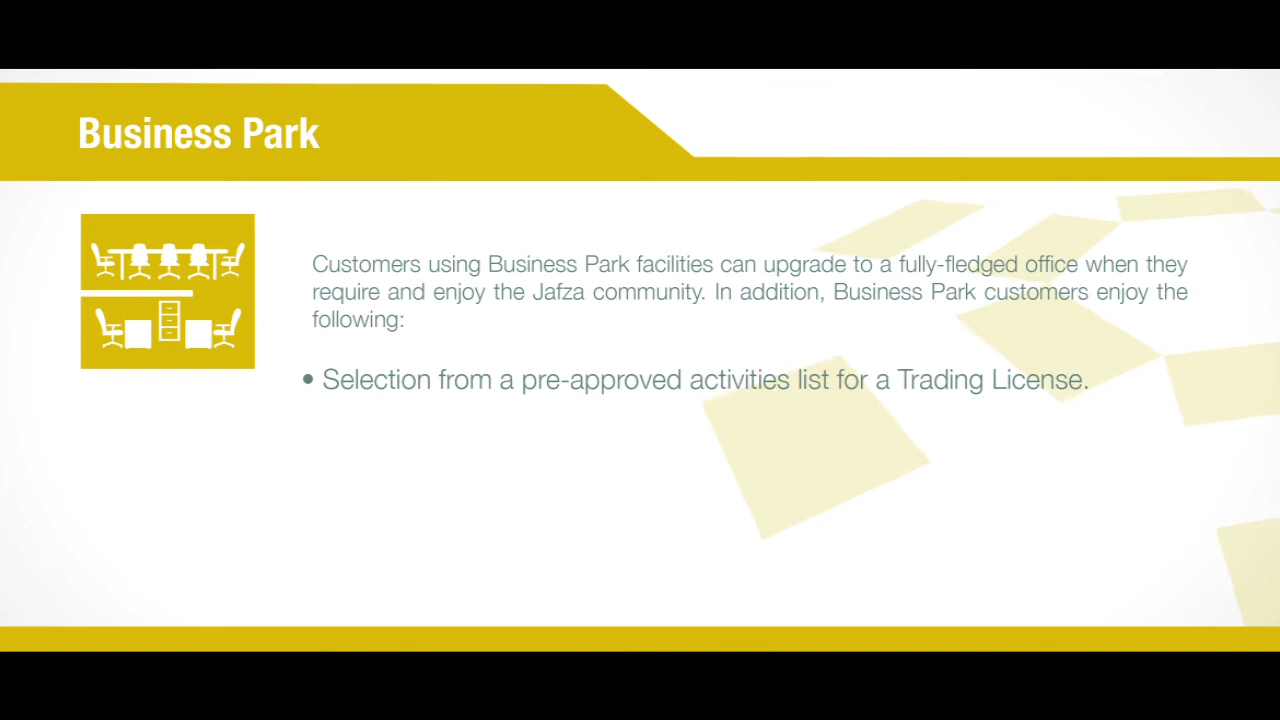 Business Park
Customers using Business Park facilities can upgrade to a fully-fledged office when they
require and enjoy the Jafza community. In addition, Business Park customers enjoy the
following:
• Selection from a pre-approved activities list for a Trading License.